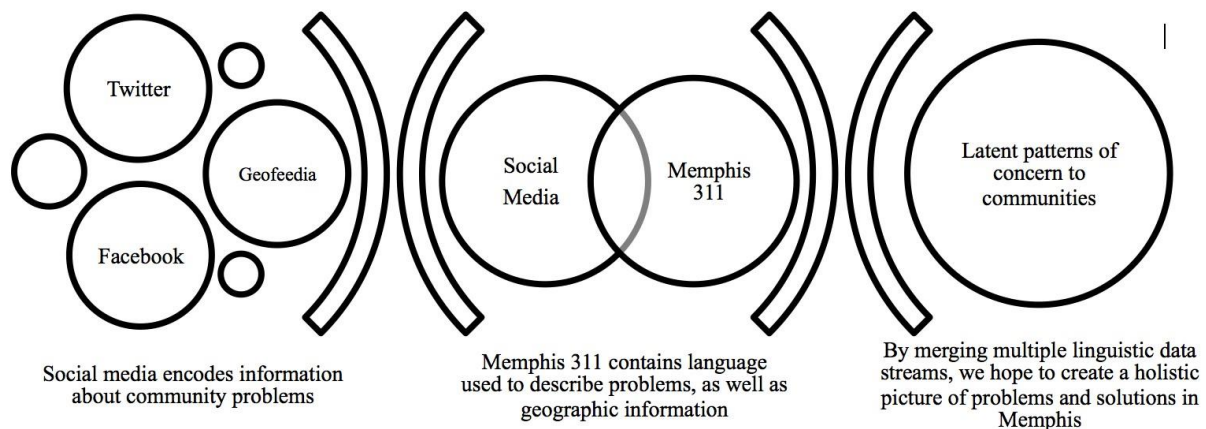 Twitter
Geofeedia
Facebook
Social media encodes information
about community problems
Social
Media
Memphis
311
Memphis 311 contains language
used to describe problems, as well as
geographic information
Latent patterns of
concern to
communities
By merging multiple linguistic data
streams, we hope to create a holistic
picture of problems and solutions in
Memphis